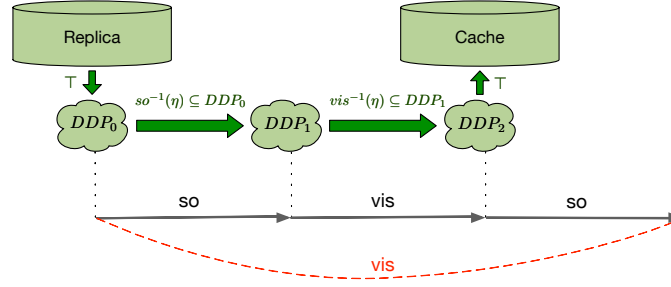 Replica
Cache
⊤
⊤
so⁻¹(η) ⊆ DDP₀
vis⁻¹(η) ⊆ DDP₁
DDP₀
DDP₁
DDP₂
so
vis
so
vis